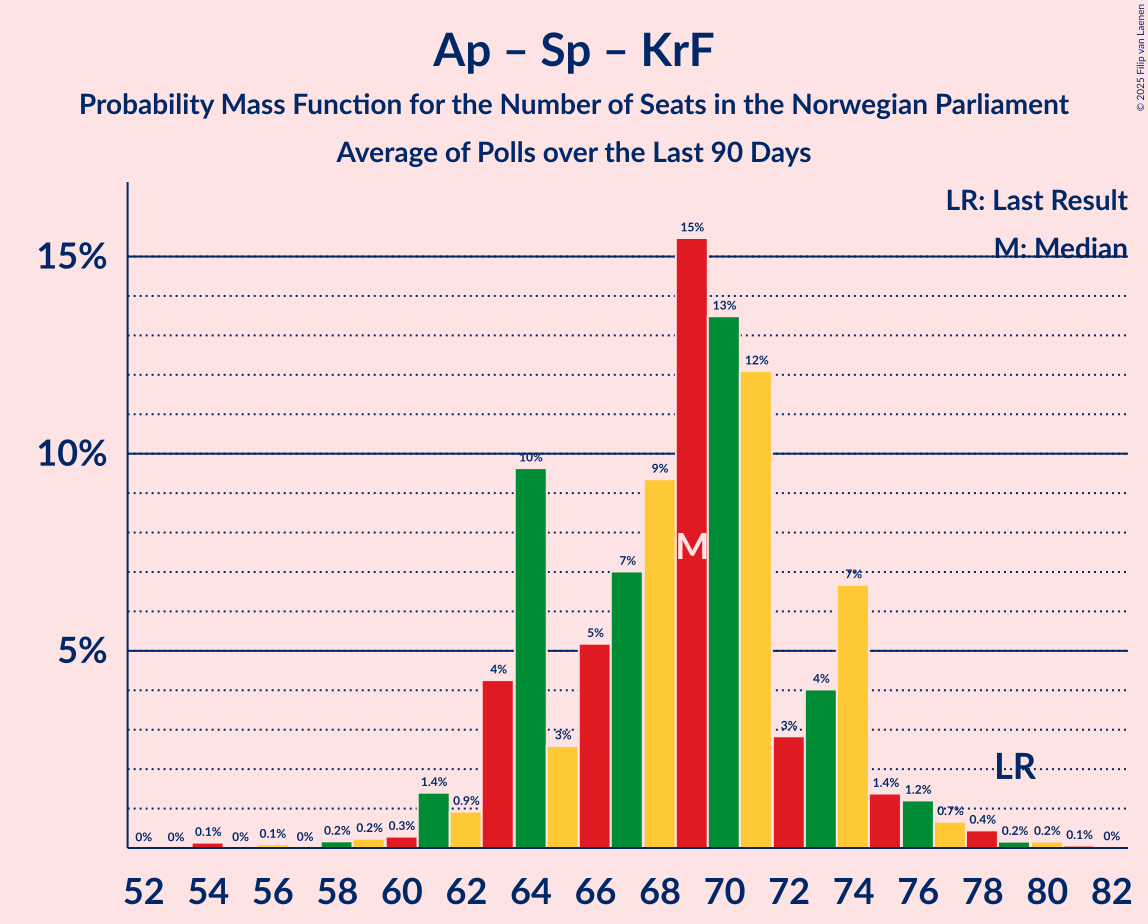 Ap – Sp – KrF
Probability Mass Function for the Number of Seats in the Norwegian Parliament
Average of Polls over the Last 90 Days
© 2025 Filip van Laenen
LR: Last Result
M: Median
15%
10%
5%
0% 0% 0.1% 0% 0.1% 0% 0.2% 0.2% 0.3% 1.4% 0.9% 4% 10% 3% 5% 7% 9% 15% 13% 12% 3% 4% 7% 1.4% 1.2% 0.7% 0.4% 0.2% 0.2% 0.1% 0%
M
LR
52 54 56 58 60 62 64 66 68 70 72 74 76 78 80 82